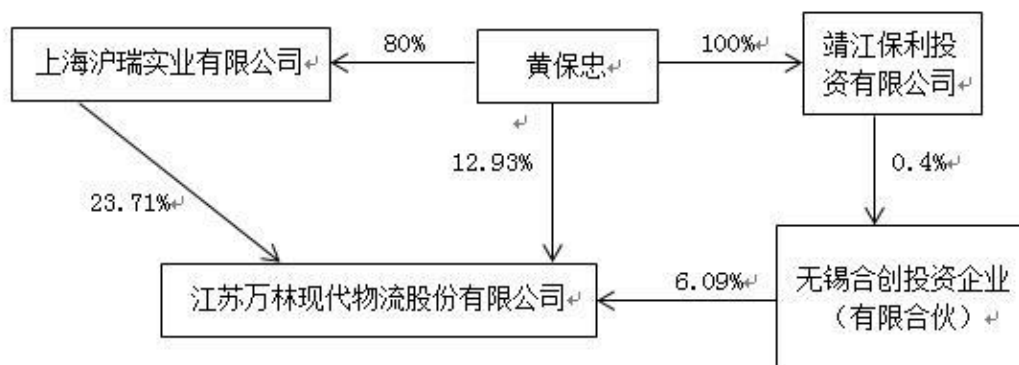 上海沪瑞实业有限公司
80%
黄保忠
100%
靖江保利投
资有限公司
12.93%
0.4%
23.71%
江苏万林现代物流股份有限公司
6.09%
无锡合创投资企业
（有限合伙）